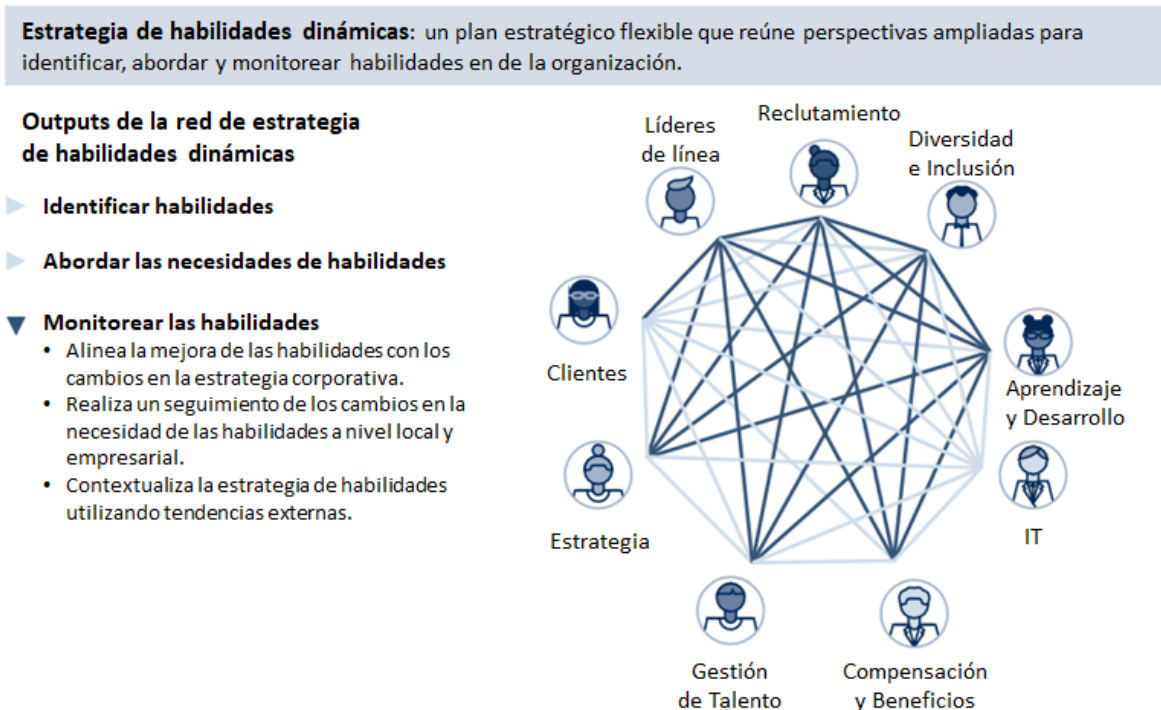 Estrategia de habilidades dinámicas: un plan estratégico flexible que reúne perspectivas ampliadas para
identificar, abordar y monitorear habilidades en de la organización.
Outputs de la red de estrategia
de habilidades dinámicas
Identificar habilidades
Abordar las necesidades de habilidades
Monitorear las habilidades
• Alinea la mejora de las habilidades con los
cambios en la estrategia corporativa.
• Realiza un seguimiento de los cambios en la
necesidad de las habilidades a nivel local y
empresarial.
• Contextualiza la estrategia de habilidades
utilizando tendencias externas.
Líderes
de línea
Reclutamiento
Diversidad
e Inclusión
Clientes
Aprendizaje
y Desarrollo
Estrategia
IT
Gestión
de Talento
Compensación
y Beneficios